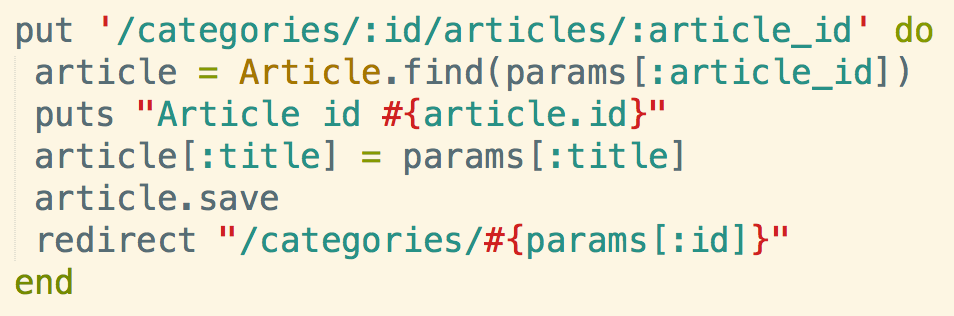 put '/categories/:id/articles/:article_id' do
article = Article.find(params[:article_id])
puts "Article id #{article.id}"
article[:title] = params[:title]
article.save
redirect "/categories/#{params[:id]}"
end